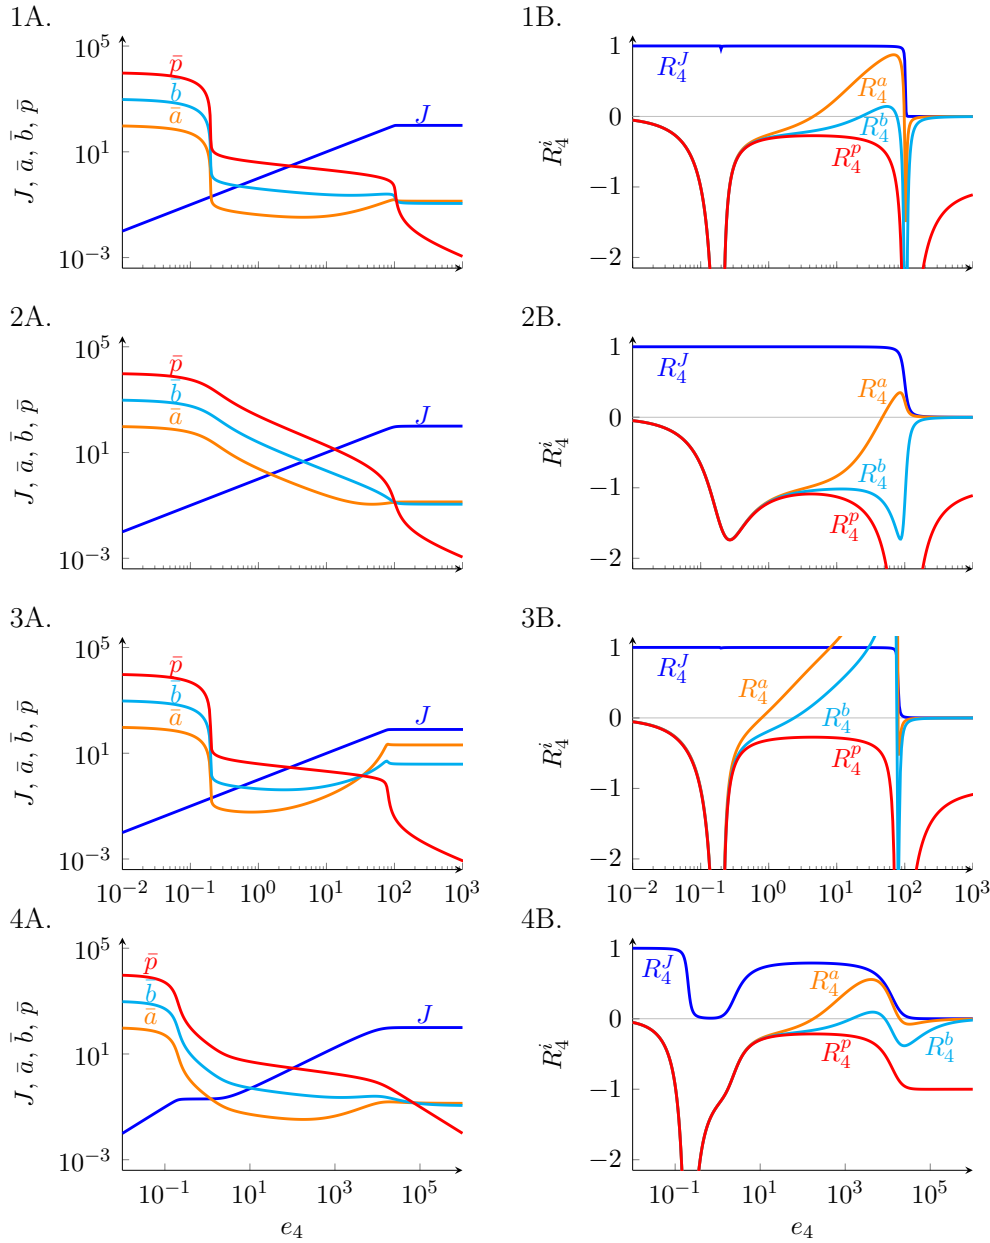 1A.
10^5
10^1
10^{-3}
J, ā, b̄, p̄
p̄
b̄
ā
J
1B.
1
0
−1
−2
R_4^i
R_4^J
R_4^a
R_4^b
R_4^p
2A.
10^5
10^1
10^{-3}
J, ā, b̄, p̄
p̄
b̄
ā
J
2B.
1
0
−1
−2
R_4^i
R_4^J
R_4^a
R_4^b
R_4^p
3A.
10^5
10^1
10^{-3}
J, ā, b̄, p̄
p̄
b̄
ā
J
10^{-2} 10^{-1} 10^0 10^1 10^2 10^3
3B.
1
0
−1
−2
R_4^i
R_4^J
R_4^a
R_4^b
R_4^p
10^{-2} 10^{-1} 10^0 10^1 10^2 10^3
4A.
10^5
10^1
10^{-3}
J, ā, b̄, p̄
p̄
b̄
ā
J
10^{-1} 10^1 10^3 10^5
e_4
4B.
1
0
−1
−2
R_4^i
R_4^J
R_4^a
R_4^b
R_4^p
10^{-1} 10^1 10^3 10^5
e_4